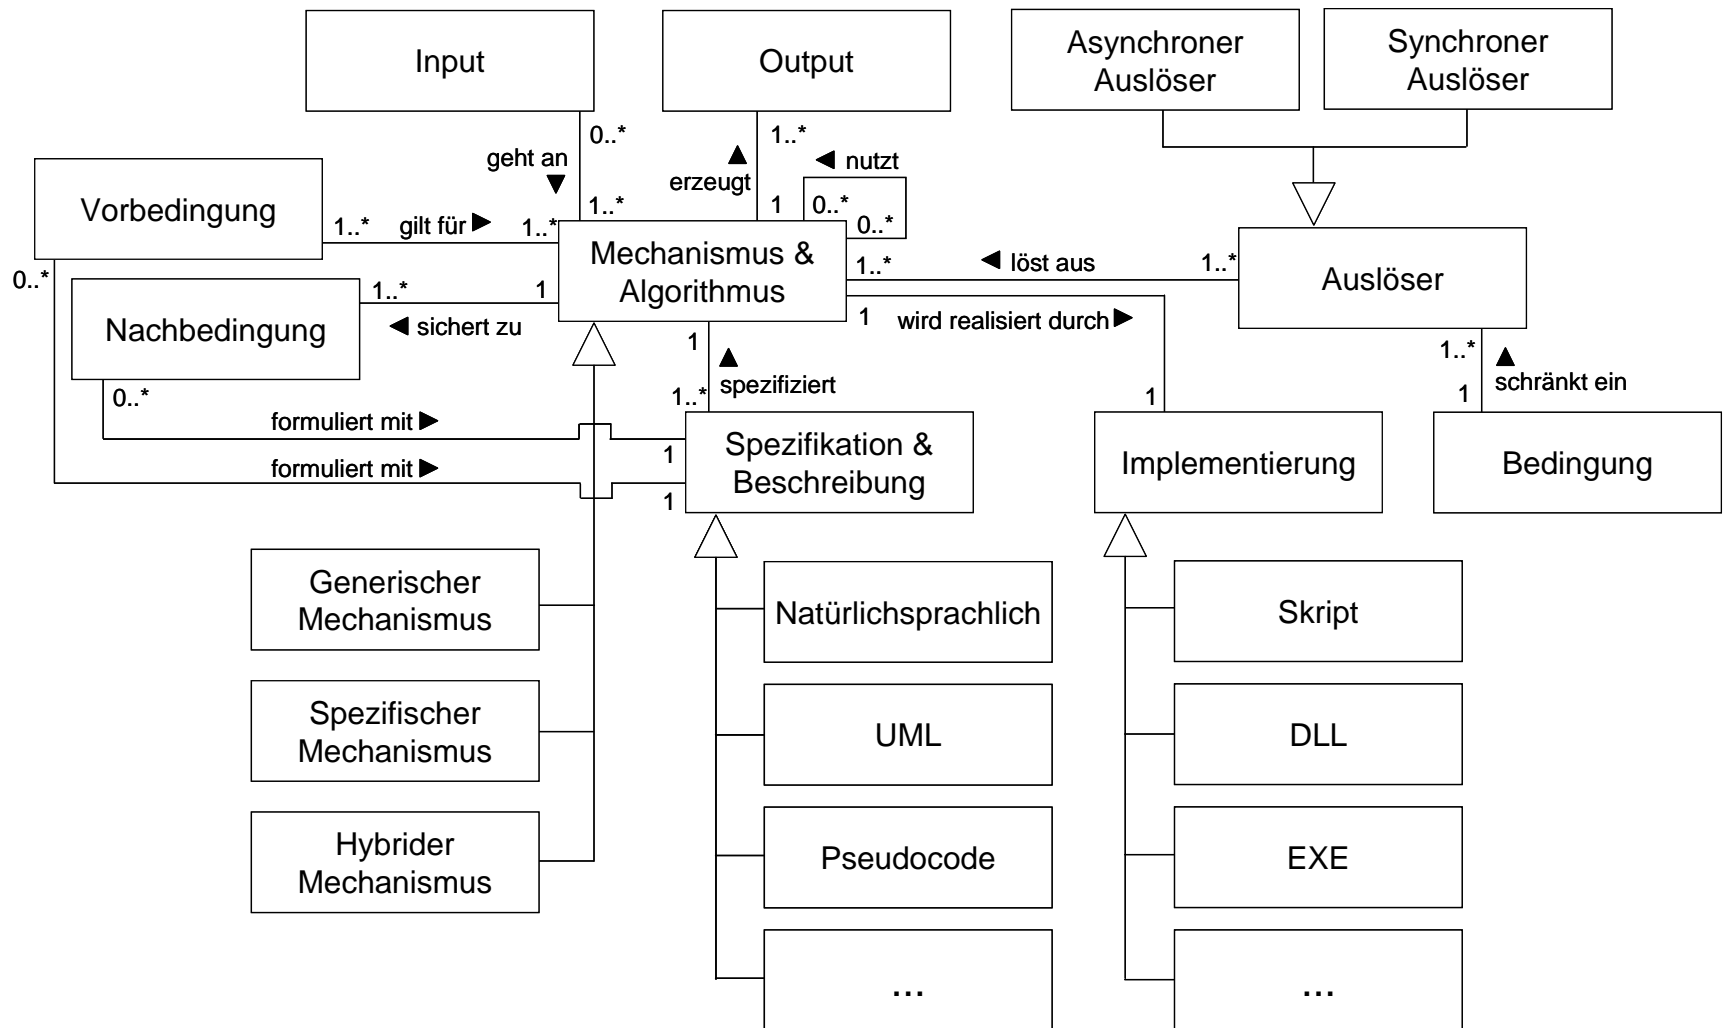 Input
Output
Asynchroner
Auslöser
Synchroner
Auslöser
0..*
1..*
geht an ▼
erzeugt ▲
◄ nutzt
Vorbedingung
1..*
gilt für ►
1..*
1..*
1
0..*
0..*
0..*
Mechanismus &
Algorithmus
1..*
◄ löst aus
1..*
Auslöser
Nachbedingung
1..*
1
◄ sichert zu
1
wird realisiert durch ►
1
▲ spezifiziert
1..*
1..*
▲ schränkt ein
1
1
0..*
formuliert mit ►
1
formuliert mit ►
1
Spezifikation &
Beschreibung
Implementierung
Bedingung
Generischer
Mechanismus
Natürlichsprachlich
Skript
Spezifischer
Mechanismus
UML
DLL
Hybrider
Mechanismus
Pseudocode
EXE
...
...